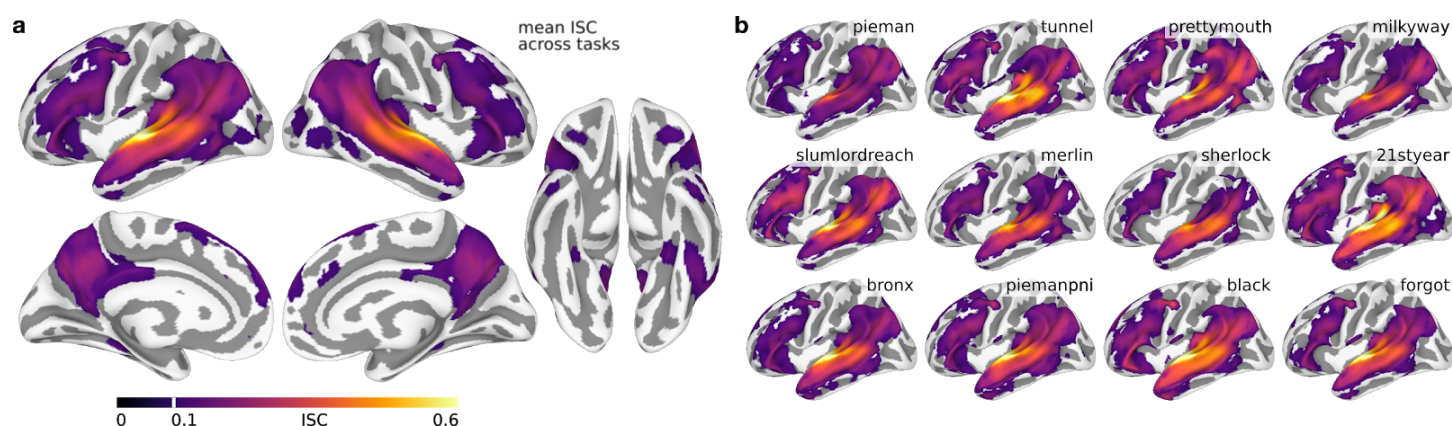 a
mean ISC
across tasks
0
0.1
ISC
0.6
b
pieman
tunnel
prettymouth
milkyway
slumlordreach
merlin
sherlock
21styear
bronx
piemanpni
black
forgot